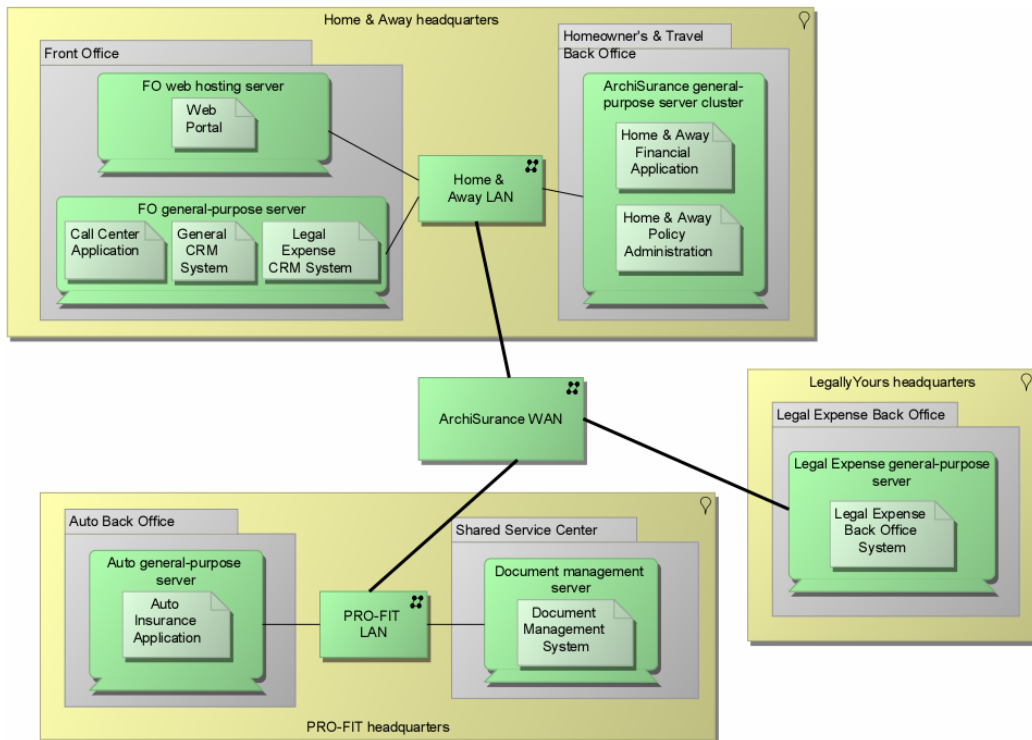 Home & Away headquarters
Front Office
FO web hosting server
Web
Portal
FO general-purpose server
Call Center
Application
General
CRM
System
Legal
Expense
CRM System
Home &
Away LAN
Homeowner's & Travel
Back Office
ArchiSurance general-
purpose server cluster
Home & Away
Financial
Application
Home & Away
Policy
Administration
ArchiSurance WAN
LegallyYours headquarters
Legal Expense Back Office
Legal Expense general-purpose
server
Legal Expense
Back Office
System
Auto Back Office
Auto general-purpose
server
Auto
Insurance
Application
PRO-FIT
LAN
Shared Service Center
Document management
server
Document
Management
System
PRO-FIT headquarters